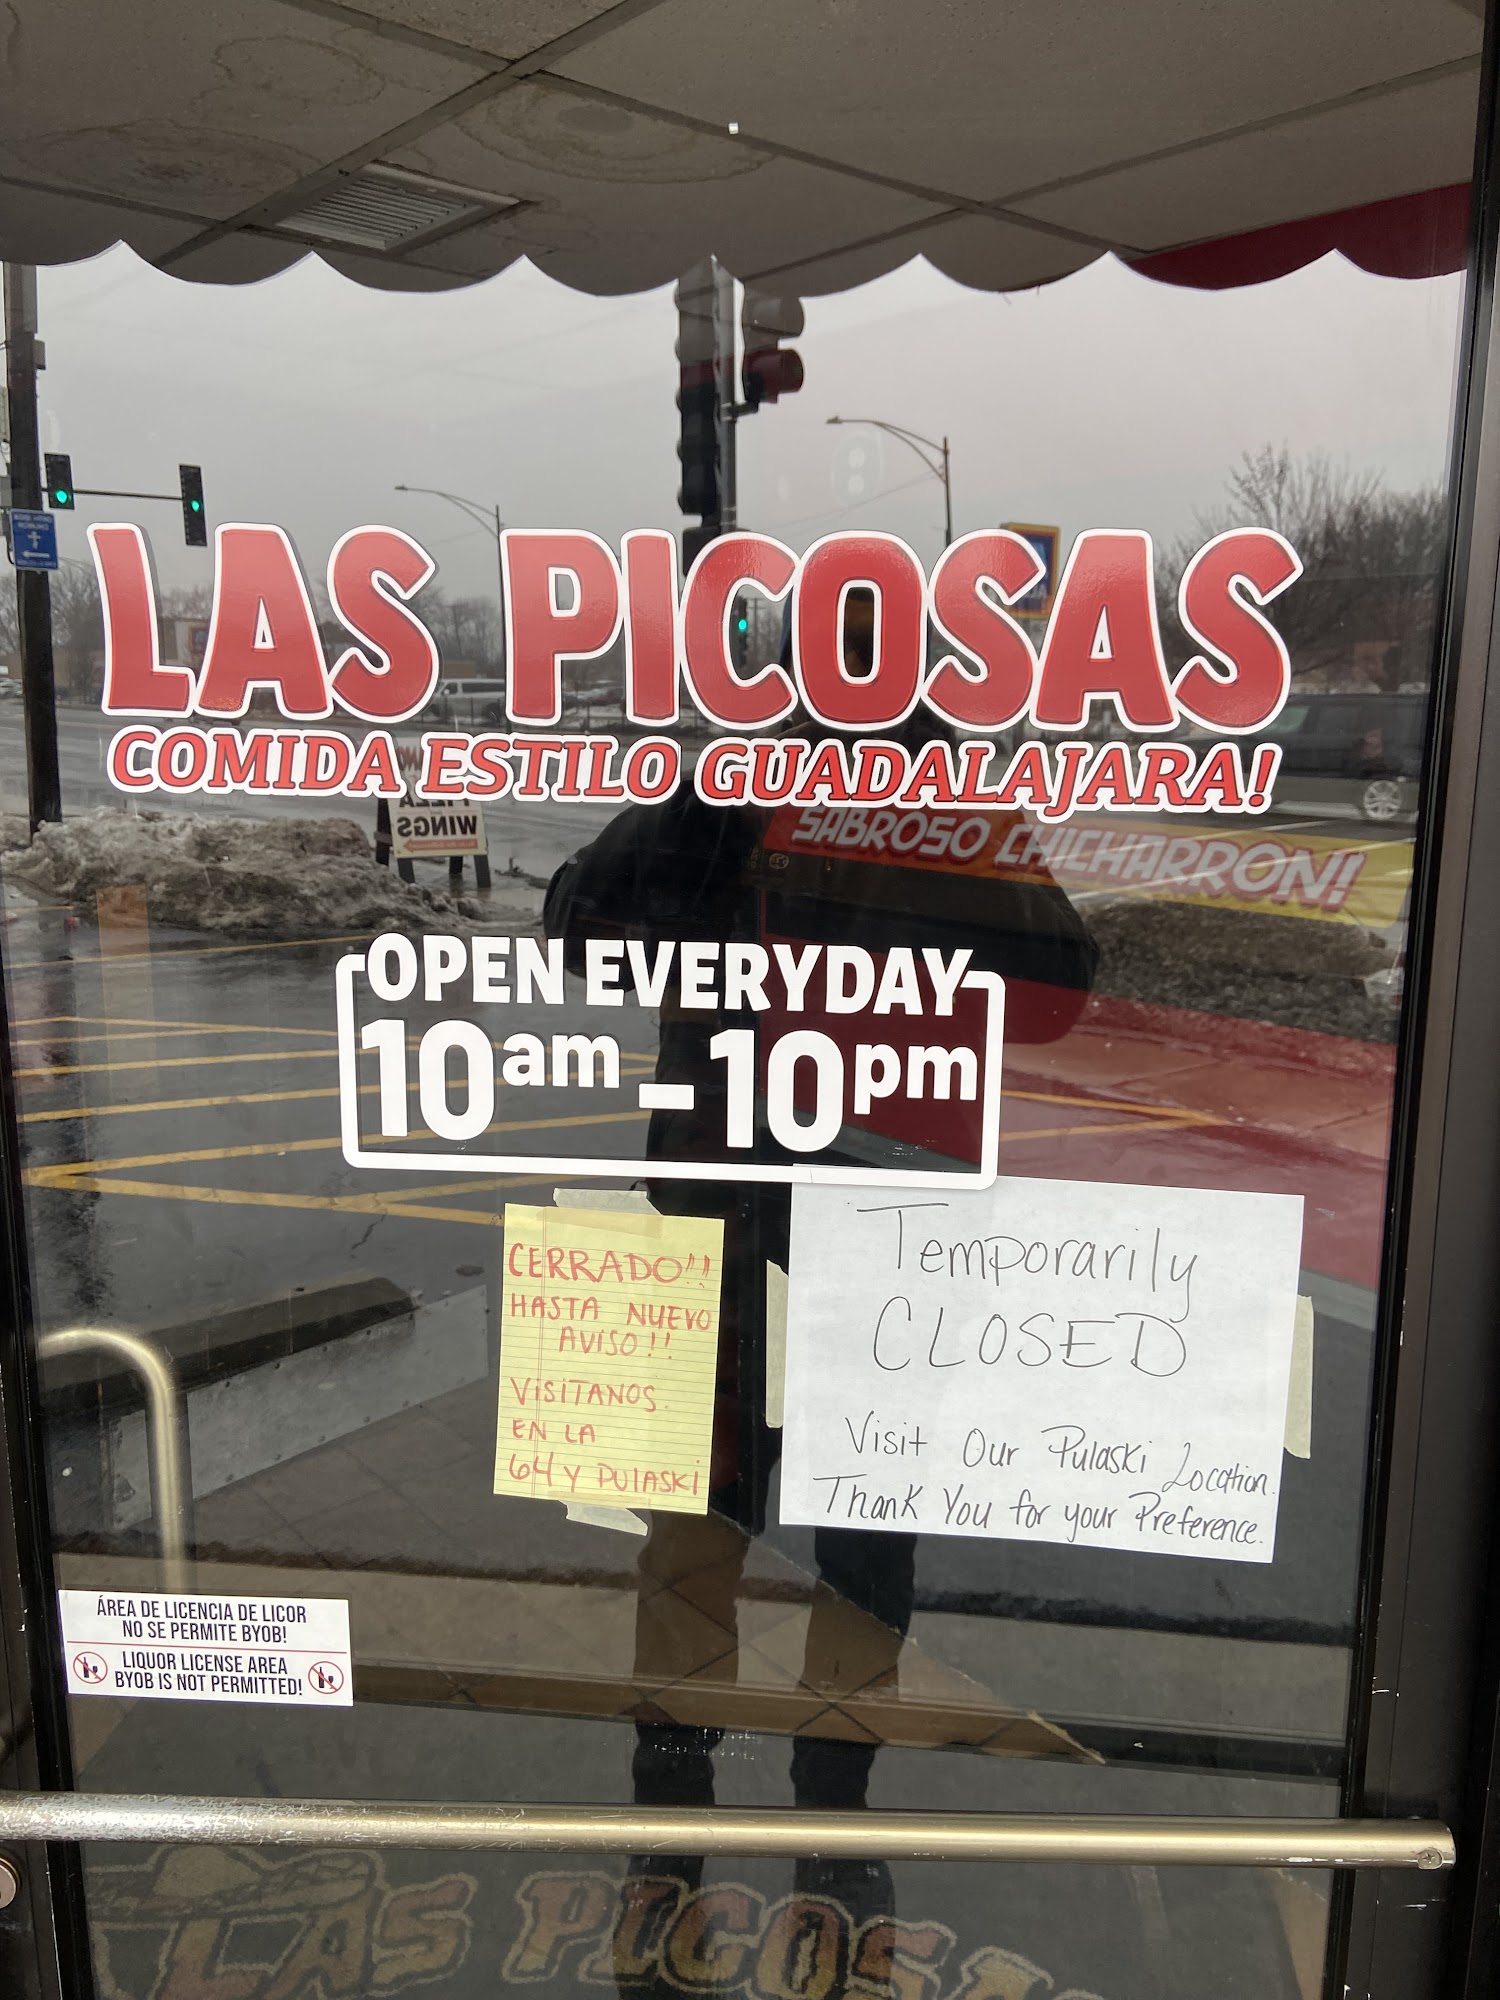 LAS PICOSAS
COMIDA ESTILO GUADALAJARA!
WINGS
SABROSO CHICHARRON!
OPEN EVERYDAY
10am - 10pm
CERRADO!!
HASTA NUEVO
AVISO!!
VISITANOS.
EN LA
64 Y PULASKI
Temporarily
CLOSED
Visit Our Pulaski Location.
Thank You for your Preference.
ÁREA DE LICENCIA DE LICOR
NO SE PERMITE BYOB!
LIQUOR LICENSE AREA
BYOB IS NOT PERMITTED!
LAS PICOSAS